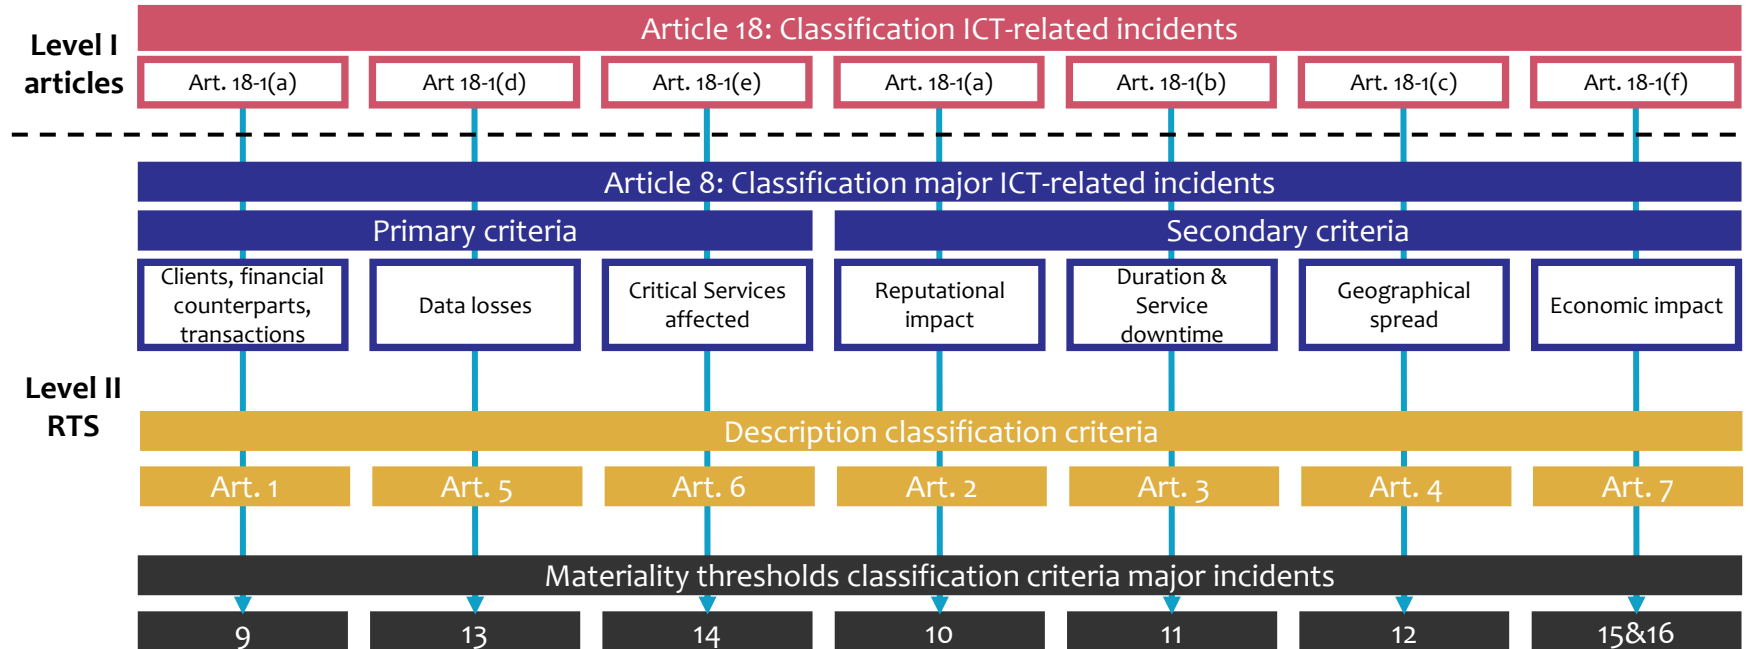 Level I
articles
Article 18: Classification ICT-related incidents
Art. 18-1(a)
Art 18-1(d)
Art. 18-1(e)
Art. 18-1(a)
Art. 18-1(b)
Art. 18-1(c)
Art. 18-1(f)
Level II
RTS
Article 8: Classification major ICT-related incidents
Primary criteria
Secondary criteria
Clients, financial
counterparts,
transactions
Data losses
Critical Services
affected
Reputational
impact
Duration &
Service
downtime
Geographical
spread
Economic impact
Description classification criteria
Art. 1
Art. 5
Art. 6
Art. 2
Art. 3
Art. 4
Art. 7
Materiality thresholds classification criteria major incidents
9
13
14
10
11
12
15&16